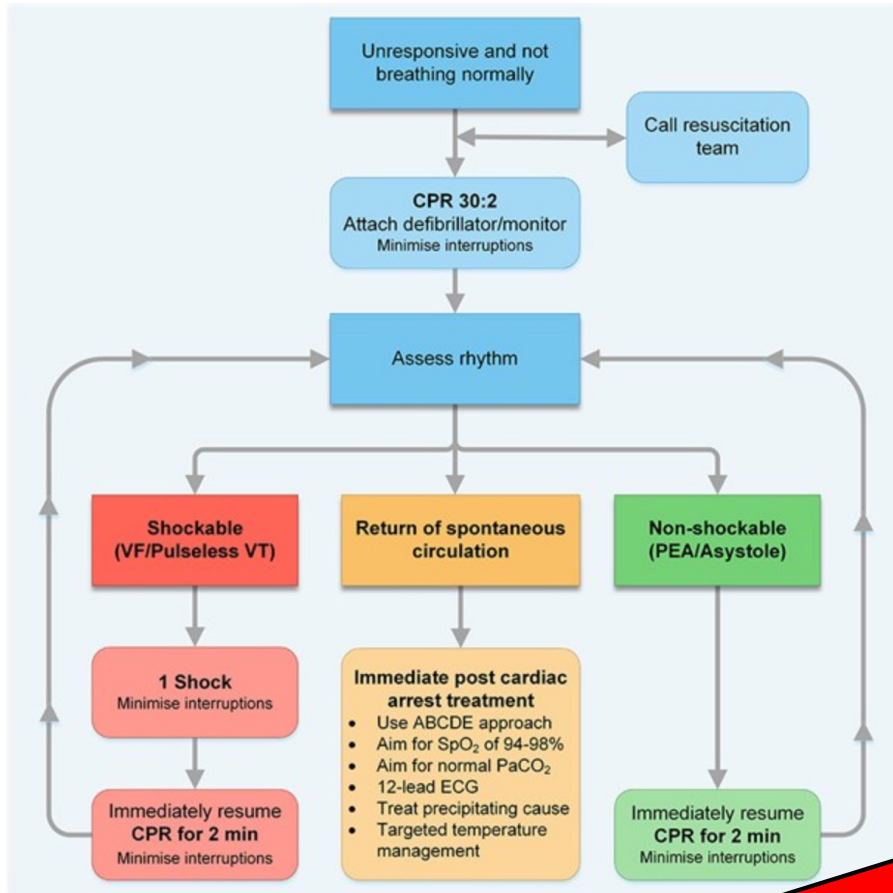 Unresponsive and not
breathing normally
Call resuscitation
team
CPR 30:2
Attach defibrillator/monitor
Minimise interruptions
Assess rhythm
Shockable
(VF/Pulseless VT)
Return of spontaneous
circulation
Non-shockable
(PEA/Asystole)
1 Shock
Minimise interruptions
Immediately resume
CPR for 2 min
Minimise interruptions
Immediate post cardiac
arrest treatment
• Use ABCDE approach
• Aim for SpO₂ of 94-98%
• Aim for normal PaCO₂
• 12-lead ECG
• Treat precipitating cause
• Targeted temperature
management
Immediately resume
CPR for 2 min
Minimise interruptions